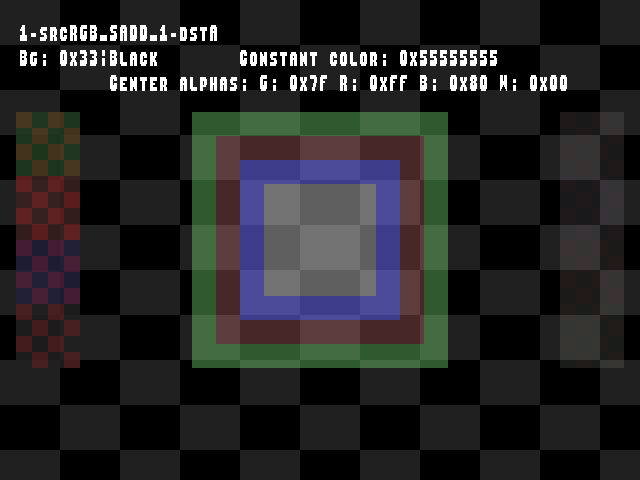 1-srcRGB_SADD_1-dstA
Bg: 0x33:Black Constant color: 0x55555555
Center alphas: G: 0x7f R: 0xff B: 0x80 W: 0x00